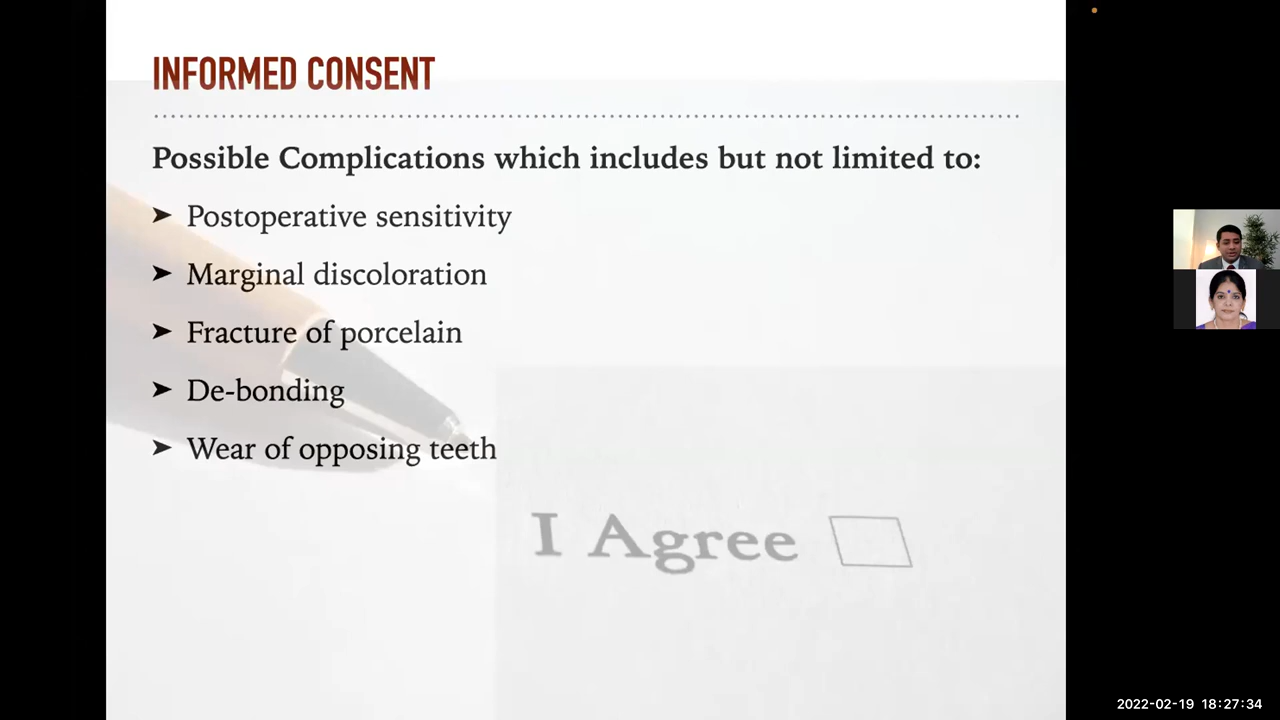 INFORMED CONSENT
Possible Complications which includes but not limited to:
➤ Postoperative sensitivity
➤ Marginal discoloration
➤ Fracture of porcelain
➤ De-bonding
➤ Wear of opposing teeth
I Agree
2022-02-19 18:27:34